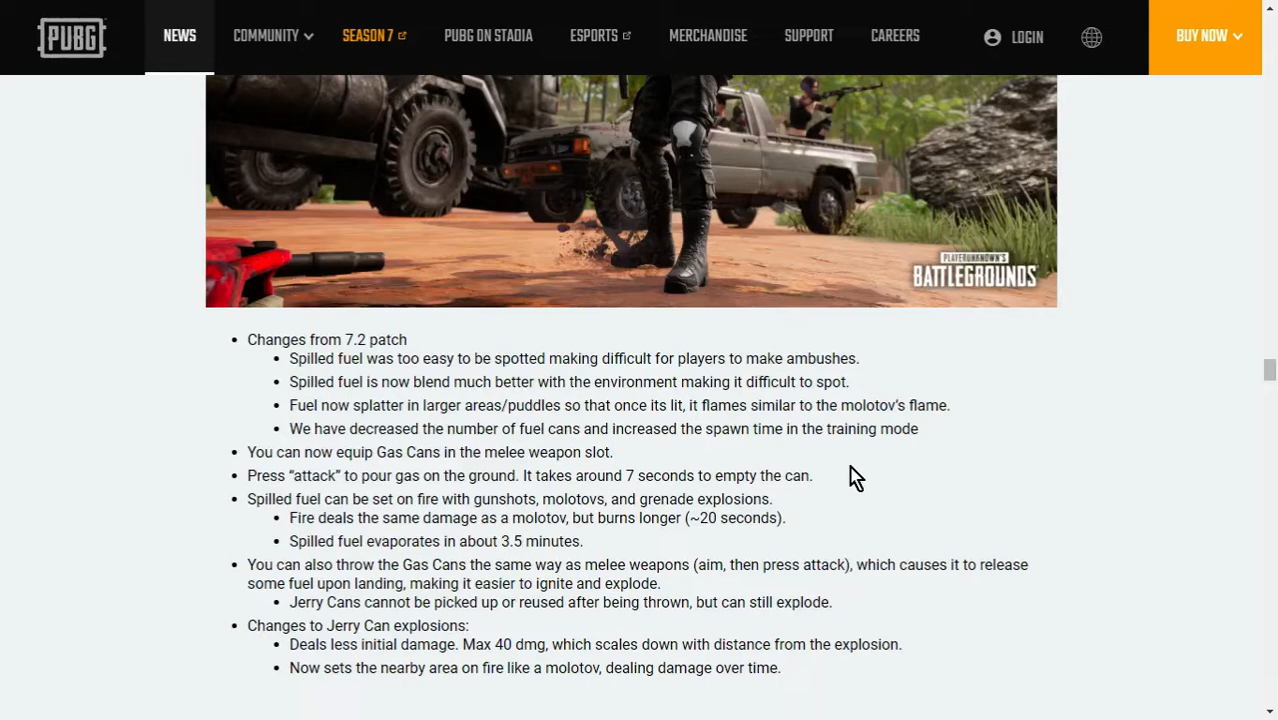 PUBG
NEWS
COMMUNITY
SEASON 7
PUBG ON STADIA
ESPORTS
MERCHANDISE
SUPPORT
CAREERS
LOGIN
BUY NOW
PLAYERUNKNOWN'S
BATTLEGROUNDS
Changes from 7.2 patch
Spilled fuel was too easy to be spotted making difficult for players to make ambushes.
Spilled fuel is now blend much better with the environment making it difficult to spot.
Fuel now splatter in larger areas/puddles so that once its lit, it flames similar to the molotov’s flame.
We have decreased the number of fuel cans and increased the spawn time in the training mode
You can now equip Gas Cans in the melee weapon slot.
Press “attack” to pour gas on the ground. It takes around 7 seconds to empty the can.
Spilled fuel can be set on fire with gunshots, molotovs, and grenade explosions.
Fire deals the same damage as a molotov, but burns longer (~20 seconds).
Spilled fuel evaporates in about 3.5 minutes.
You can also throw the Gas Cans the same way as melee weapons (aim, then press attack), which causes it to release
some fuel upon landing, making it easier to ignite and explode.
Jerry Cans cannot be picked up or reused after being thrown, but can still explode.
Changes to Jerry Can explosions:
Deals less initial damage. Max 40 dmg, which scales down with distance from the explosion.
Now sets the nearby area on fire like a molotov, dealing damage over time.